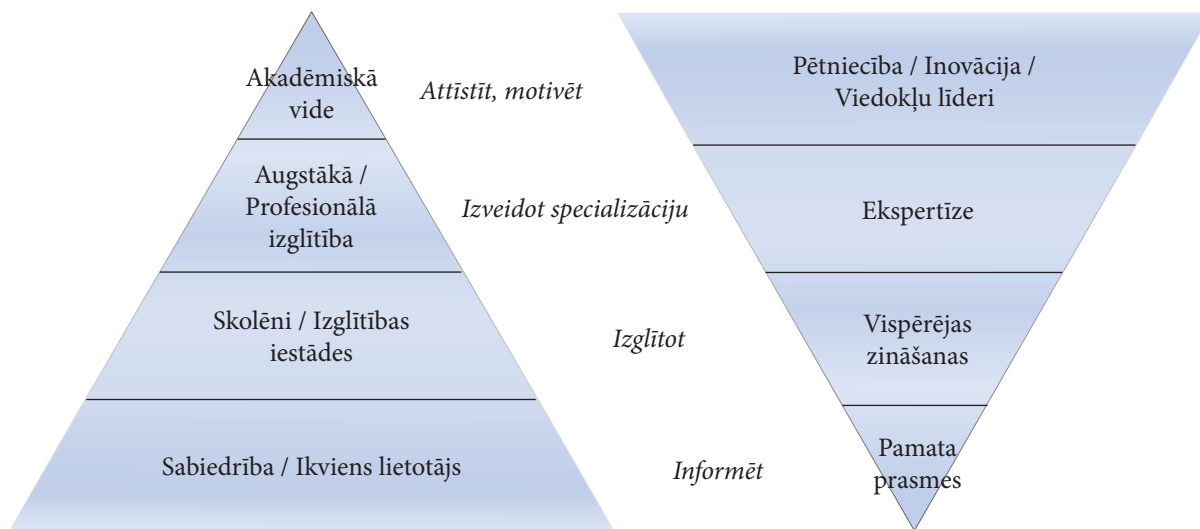 Akadēmiskā
vide
Attīstīt, motivēt
Pētniecība / Inovācija /
Viedokļu līderi
Augstākā /
Profesionālā
izglītība
Izveidot specializāciju
Ekspertīze
Skolēni / Izglītības
iestādes
Izglītot
Vispērējas
zināšanas
Sabiedrība / Ikviens lietotājs
Informēt
Pamata
prasmes